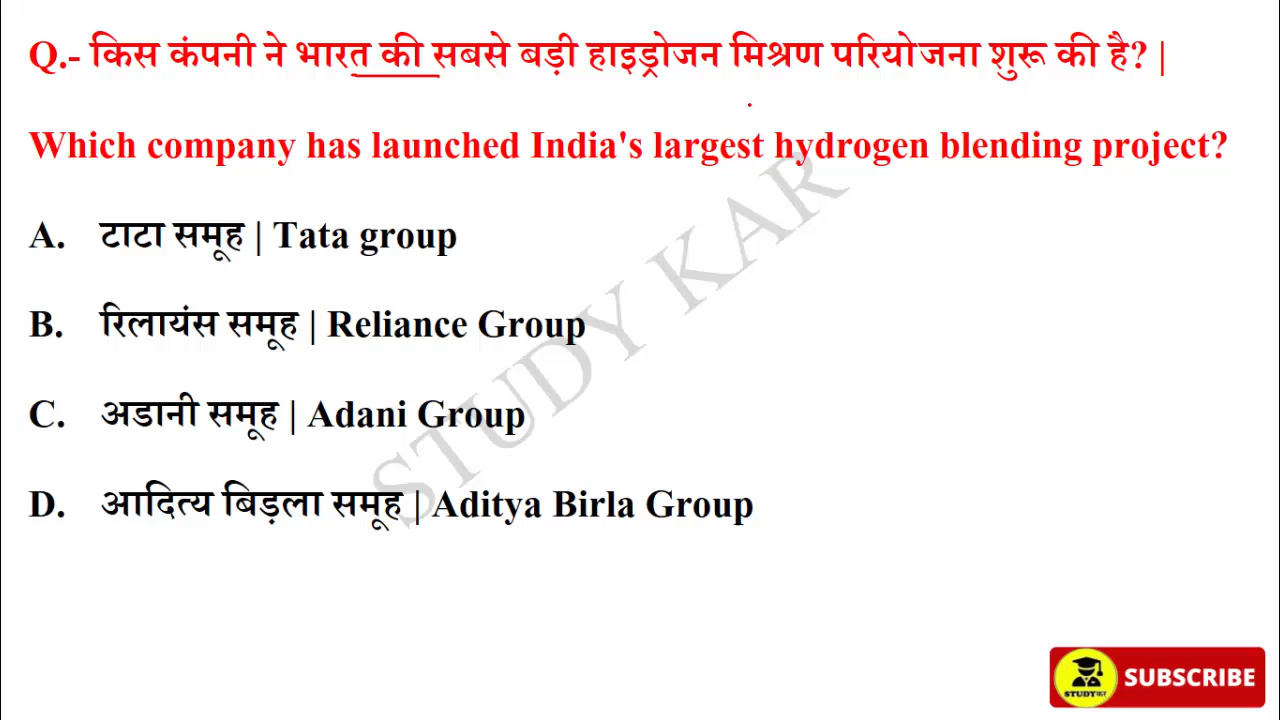 Q.- किस कंपनी ने भारत की सबसे बड़ी हाइड्रोजन मिश्रण परियोजना शुरू की है? |
Which company has launched India's largest hydrogen blending project?
A. टाटा समूह | Tata group
B. रिलायंस समूह | Reliance Group
C. अडानी समूह | Adani Group
D. आदित्य बिड़ला समूह | Aditya Birla Group
STUDY KAR
STUDYकर
SUBSCRIBE